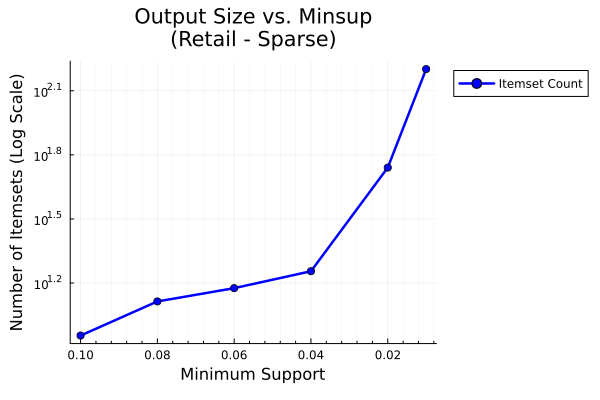 Output Size vs. Minsup
(Retail - Sparse)
Number of Itemsets (Log Scale)
10^2.1
10^1.8
10^1.5
10^1.2
0.10 0.08 0.06 0.04 0.02
Minimum Support
Itemset Count